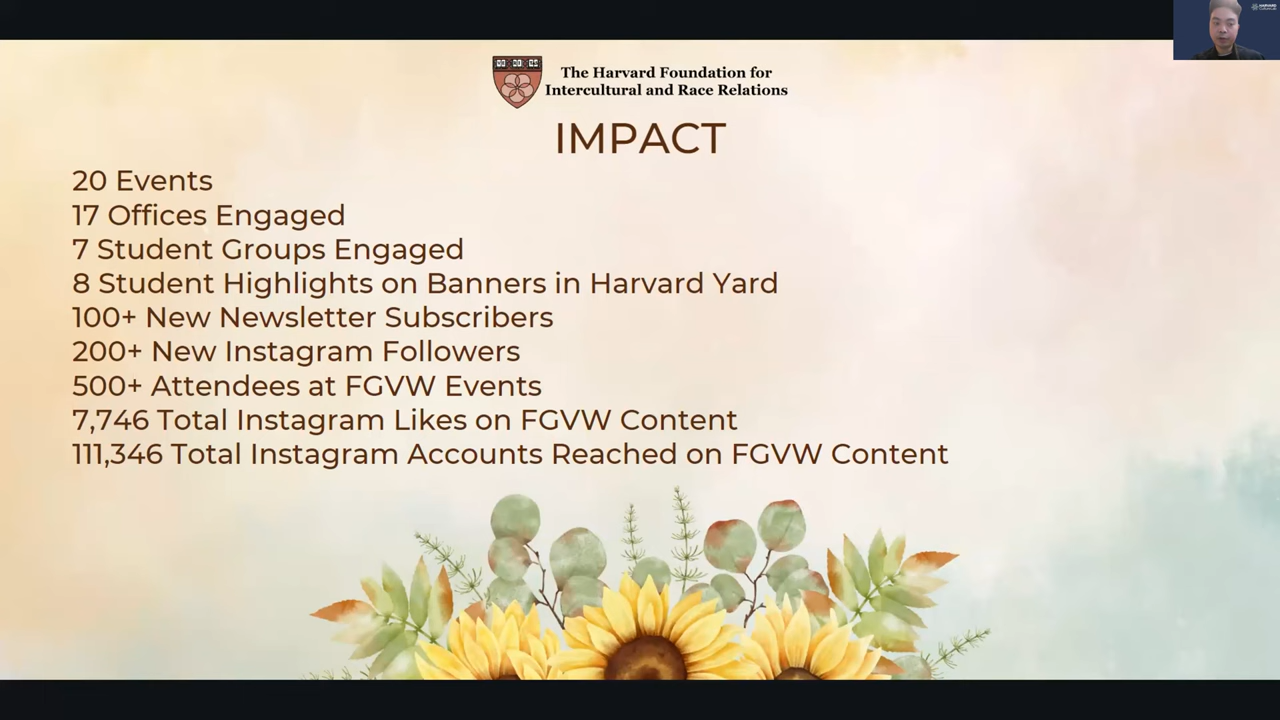 The Harvard Foundation for
Intercultural and Race Relations
IMPACT
20 Events
17 Offices Engaged
7 Student Groups Engaged
8 Student Highlights on Banners in Harvard Yard
100+ New Newsletter Subscribers
200+ New Instagram Followers
500+ Attendees at FGVW Events
7,746 Total Instagram Likes on FGVW Content
111,346 Total Instagram Accounts Reached on FGVW Content
HARVARD